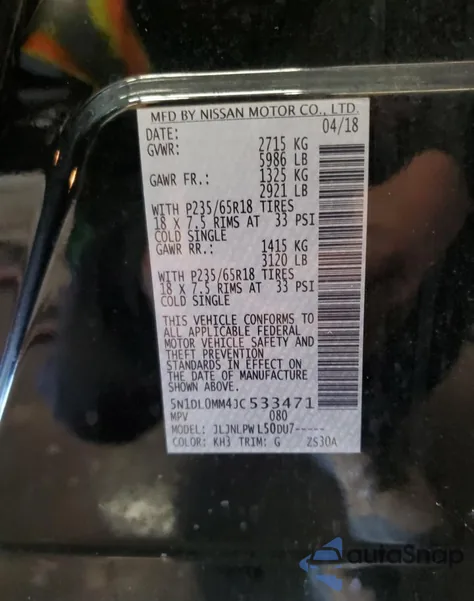 MFD BY NISSAN MOTOR CO., LTD.
DATE: 04/18
GVWR: 2715 KG
5986 LB
GAWR FR.: 1325 KG
2921 LB
WITH P235/65R18 TIRES
18 X 7.5 RIMS AT 33 PSI
COLD SINGLE
GAWR RR.: 1415 KG
3120 LB
WITH P235/65R18 TIRES
18 X 7.5 RIMS AT 33 PSI
COLD SINGLE
THIS VEHICLE CONFORMS TO
ALL APPLICABLE FEDERAL
MOTOR VEHICLE SAFETY AND
THEFT PREVENTION
STANDARDS IN EFFECT ON
THE DATE OF MANUFACTURE
SHOWN ABOVE.
5N1DL0MM4JC533471
MPV 080
MODEL: JLJNLPW L50DU7-----
COLOR: KH3 TRIM: G ZS30A
autoSnap